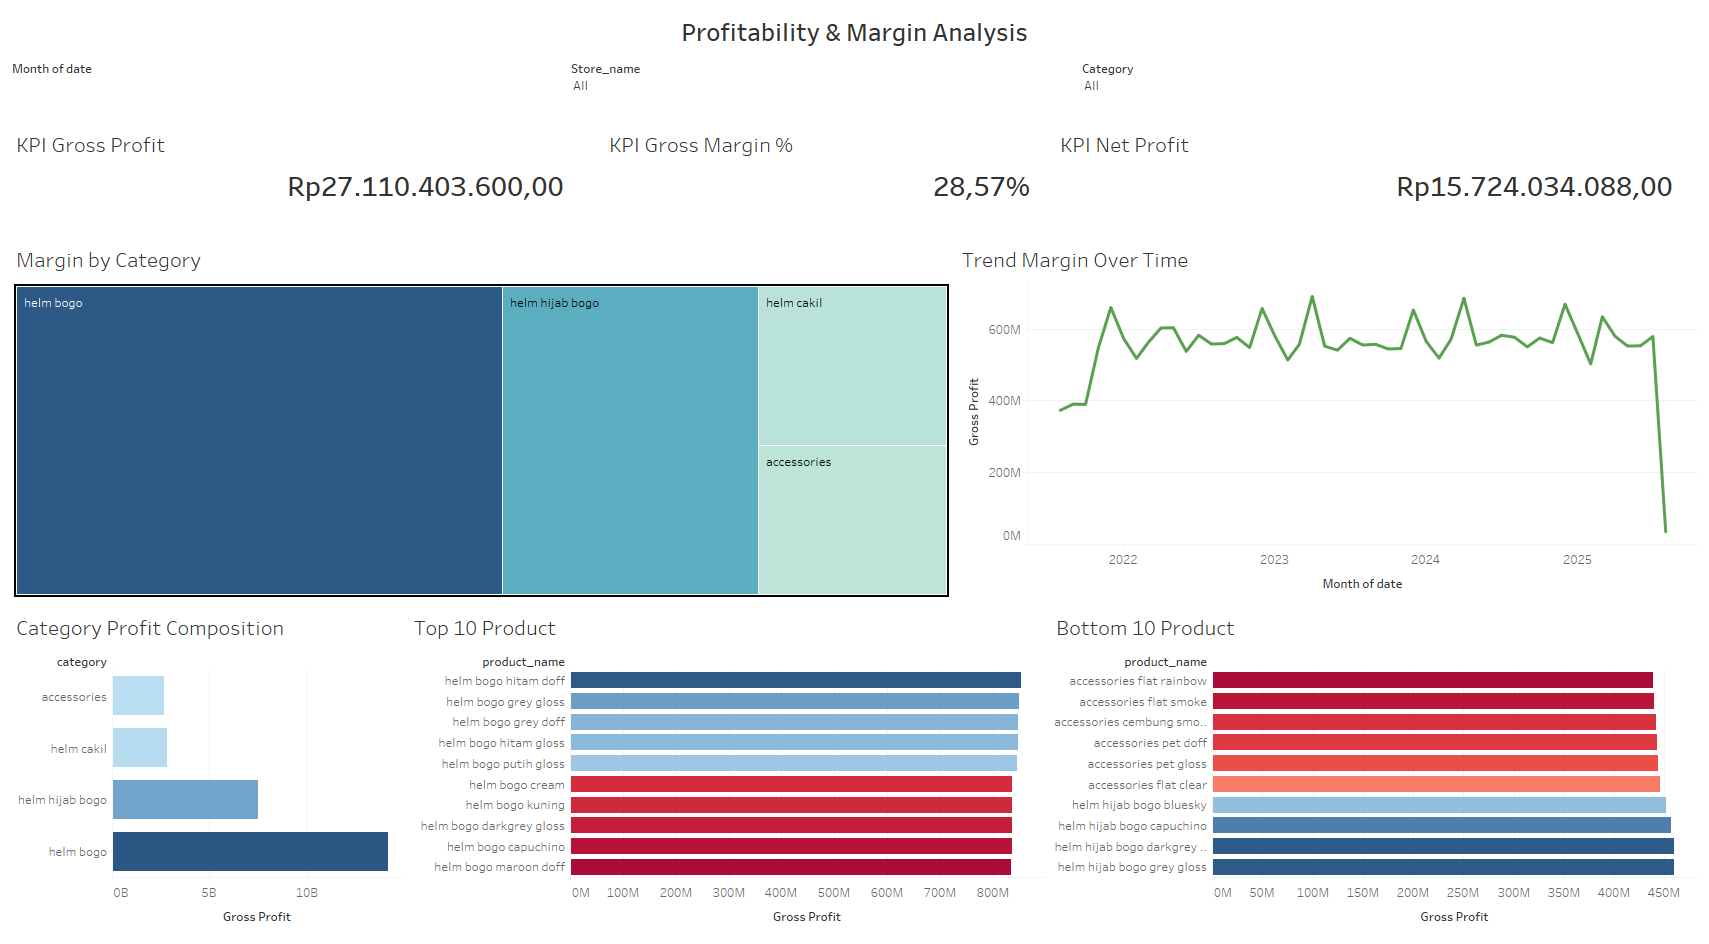 Profitability & Margin Analysis
Month of date
Store_name
All
Category
All
KPI Gross Profit
Rp27.110.403.600,00
KPI Gross Margin %
28,57%
KPI Net Profit
Rp15.724.034.088,00
Margin by Category
helm bogo
helm hijab bogo
helm cakil
accessories
Trend Margin Over Time
Gross Profit
600M
400M
200M
0M
2022
2023
2024
2025
Month of date
Category Profit Composition
category
accessories
helm cakil
helm hijab bogo
helm bogo
0B
5B
10B
Gross Profit
Top 10 Product
product_name
helm bogo hitam doff
helm bogo grey gloss
helm bogo grey doff
helm bogo hitam gloss
helm bogo putih gloss
helm bogo cream
helm bogo kuning
helm bogo darkgrey gloss
helm bogo capuchino
helm bogo maroon doff
0M
100M
200M
300M
400M
500M
600M
700M
800M
Gross Profit
Bottom 10 Product
product_name
accessories flat rainbow
accessories flat smoke
accessories cembung smo..
accessories pet doff
accessories pet gloss
accessories flat clear
helm hijab bogo bluesky
helm hijab bogo capuchino
helm hijab bogo darkgrey ..
helm hijab bogo grey gloss
0M
50M
100M
150M
200M
250M
300M
350M
400M
450M
Gross Profit